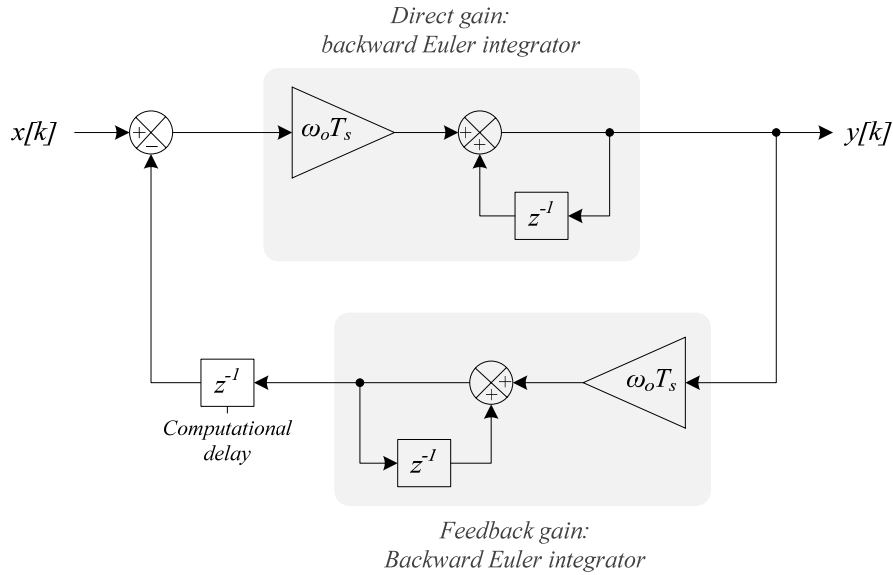 Direct gain:
backward Euler integrator
x[k]
+
−
ωoTs
+
+
y[k]
z-1
z-1
Computational
delay
+
+
ωoTs
z-1
Feedback gain:
Backward Euler integrator